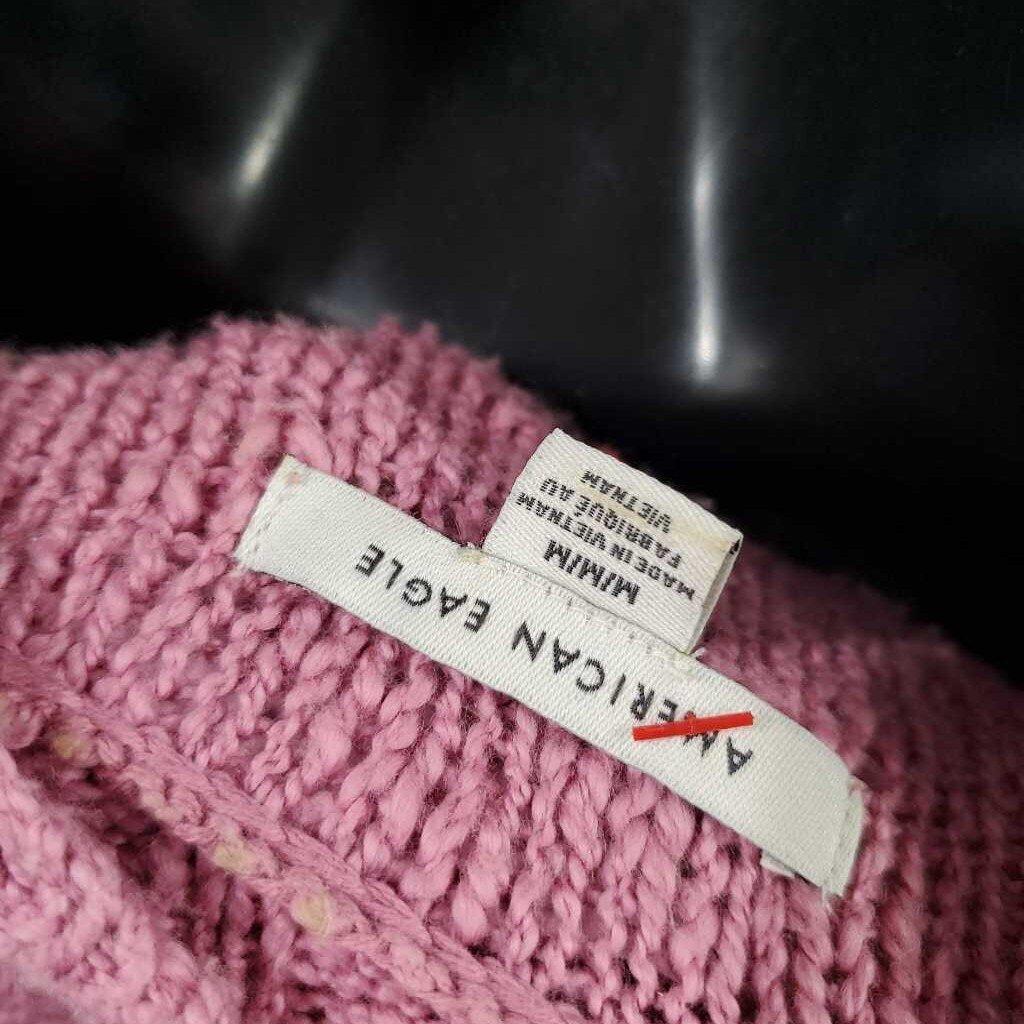 AMERICAN EAGLE
M/M/M
MADE IN VIETNAM
FABRIQUÉ AU
VIETNAM